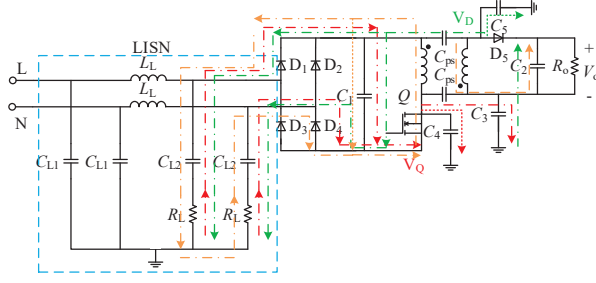 V_D
LISN
L
L_L
L_L
N
C_L1
C_L1
C_L2
C_L2
R_L
R_L
D_1
D_2
D_3
D_4
C_1
C_ps
C_ps
Q
C_4
V_Q
C_5
D_5
C_2
C_3
R_o
+
-